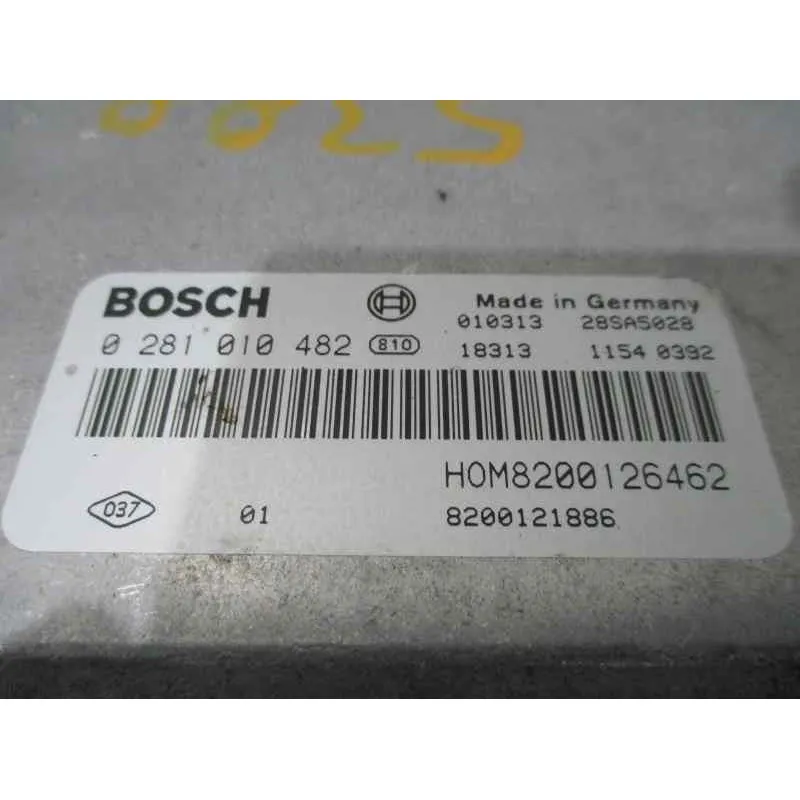 BOSCH Made in Germany
010313 28SA5028
0 281 010 482 810 18313 1154 0392
HOM8200126462
037 01 8200121886